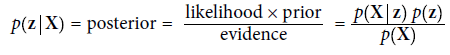 p(z|X) = posterior = likelihood × prior / evidence = p(X|z) p(z) / p(X)